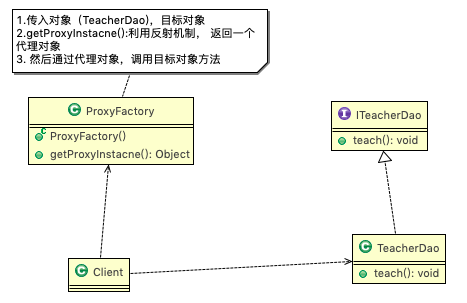 1.传入对象（TeacherDao)，目标对象
2.getProxyInstacne():利用反射机制， 返回一个
代理对象
3. 然后通过代理对象，调用目标对象方法
C ProxyFactory
C ProxyFactory()
getProxyInstacne(): Object
I ITeacherDao
teach(): void
C TeacherDao
teach(): void
C Client